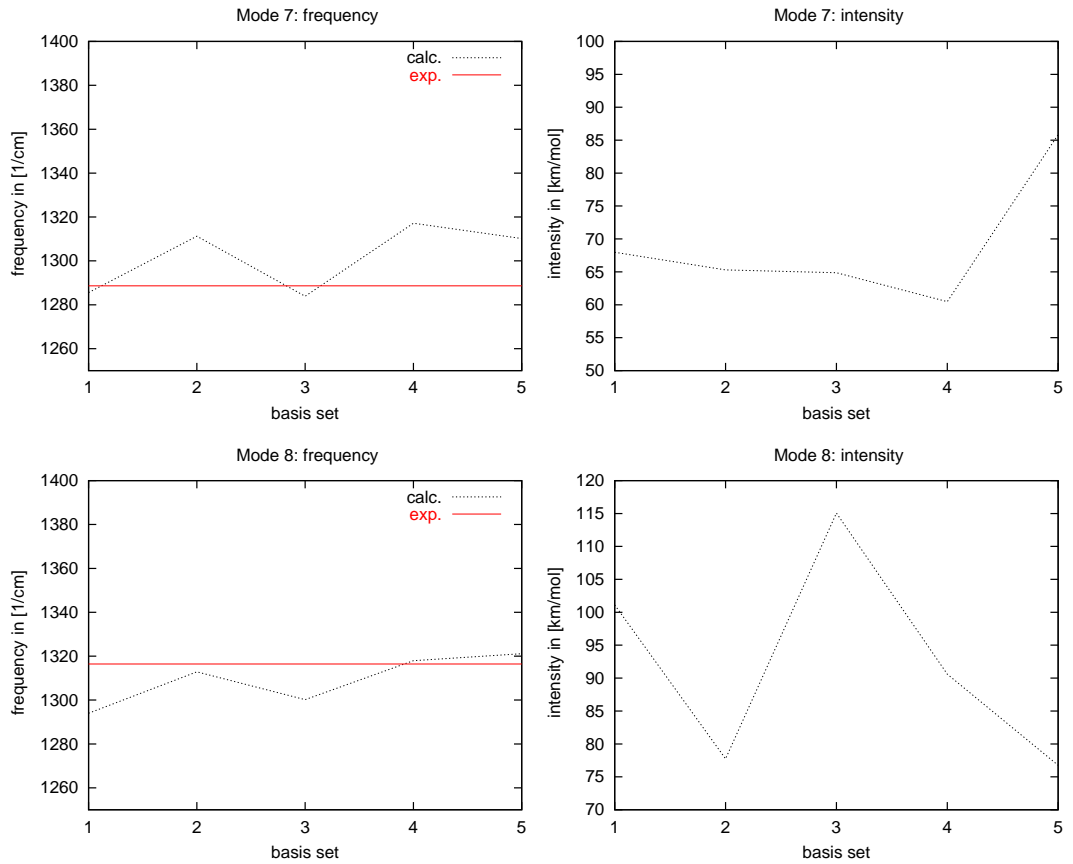 Mode 7: frequency
1400
1380
1360
1340
1320
1300
1280
1260
1 2 3 4 5
frequency in [1/cm]
basis set
calc.
exp.
Mode 7: intensity
100
95
90
85
80
75
70
65
60
55
50
1 2 3 4 5
intensity in [km/mol]
basis set
Mode 8: frequency
1400
1380
1360
1340
1320
1300
1280
1260
1 2 3 4 5
frequency in [1/cm]
basis set
calc.
exp.
Mode 8: intensity
120
115
110
105
100
95
90
85
80
75
70
1 2 3 4 5
intensity in [km/mol]
basis set